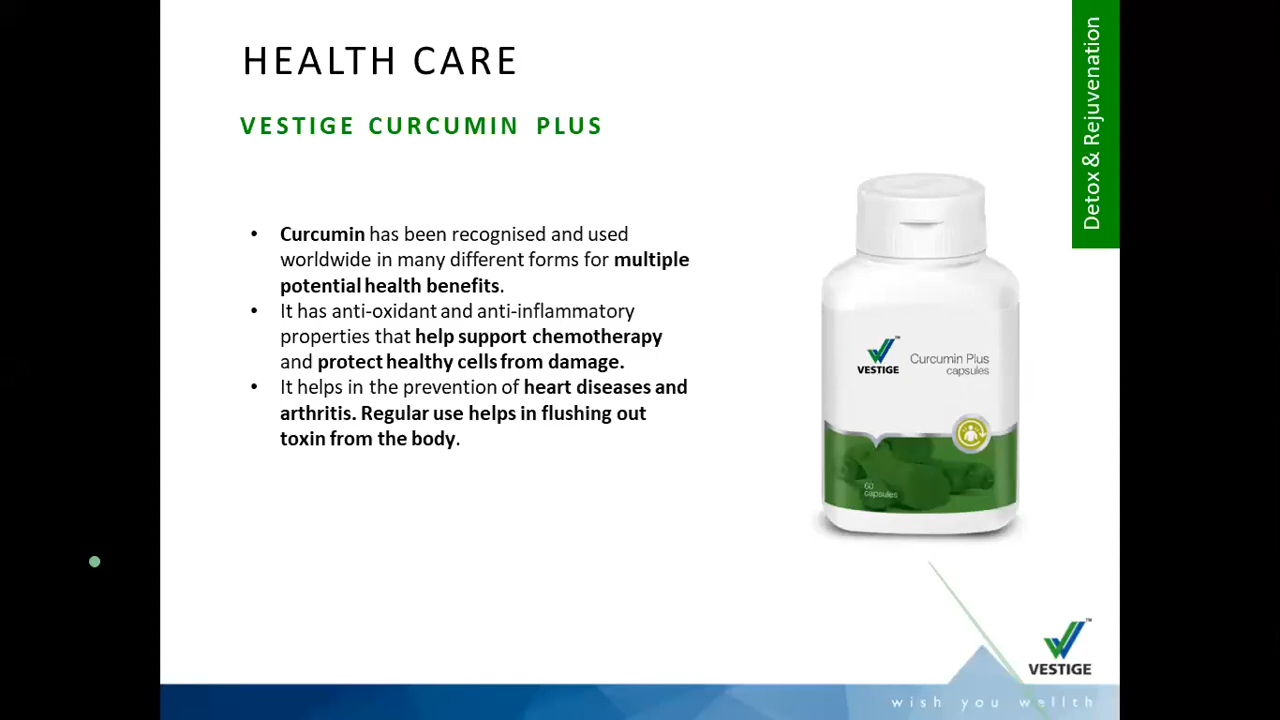 HEALTH CARE
VESTIGE CURCUMIN PLUS
Detox & Rejuvenation
• Curcumin has been recognised and used
worldwide in many different forms for multiple
potential health benefits.
• It has anti-oxidant and anti-inflammatory
properties that help support chemotherapy
and protect healthy cells from damage.
• It helps in the prevention of heart diseases and
arthritis. Regular use helps in flushing out
toxin from the body.
VESTIGE
Curcumin Plus
capsules
60
capsules
VESTIGE
wish you wellth